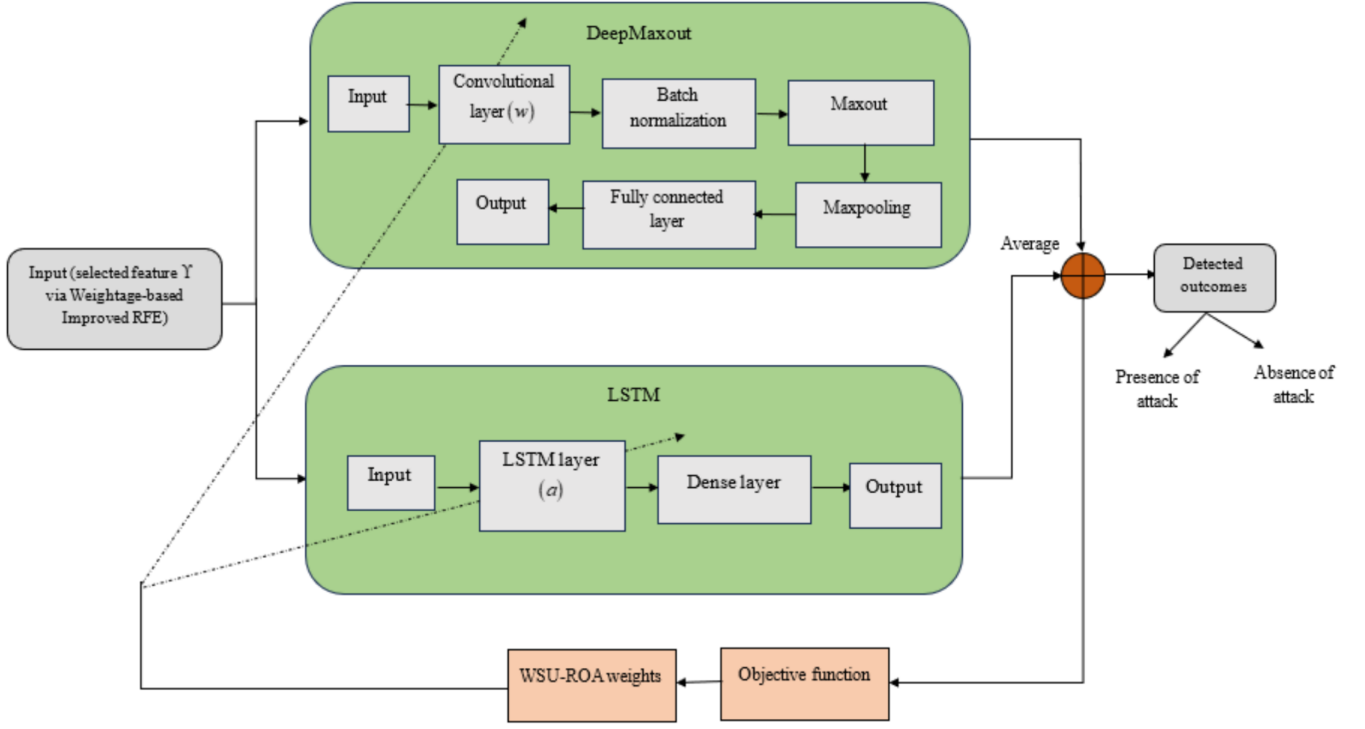 DeepMaxout
Input
Convolutional
layer (w)
Batch
normalization
Maxout
Output
Fully connected
layer
Maxpooling
Input (selected feature ϒ
via Weightage-based
Improved RFE)
Average
Detected
outcomes
Presence of
attack
Absence of
attack
LSTM
Input
LSTM layer
(a)
Dense layer
Output
WSU-ROA weights
Objective function